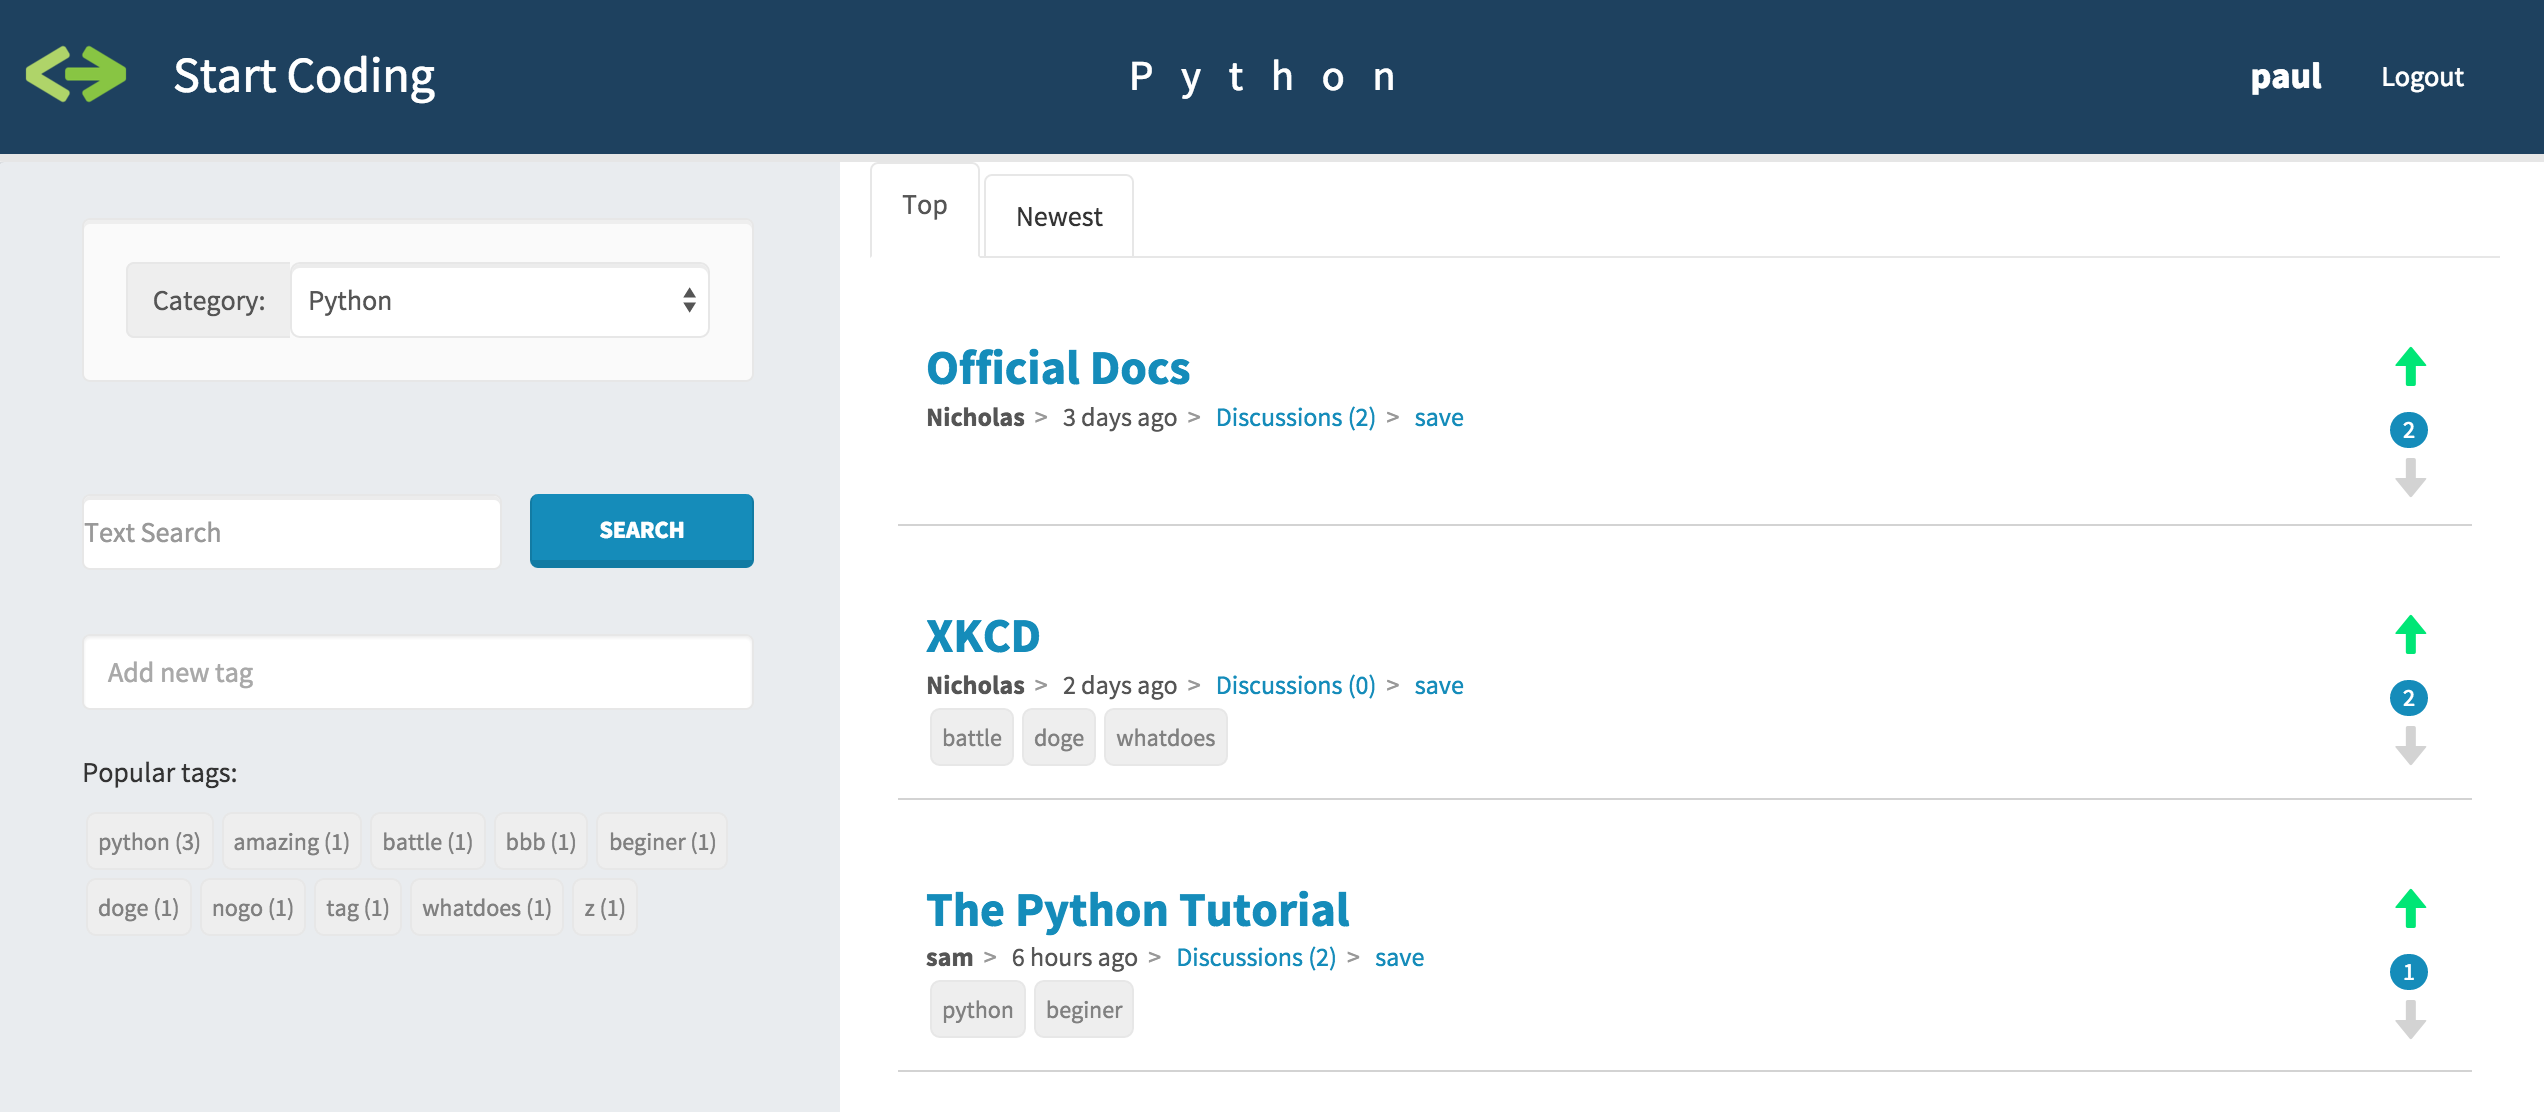 Start Coding
Python
paul Logout
Category: Python
Text Search SEARCH
Add new tag
Popular tags:
python (3) amazing (1) battle (1) bbb (1) beginer (1)
doge (1) nogo (1) tag (1) whatdoes (1) z (1)
Top Newest
Official Docs
Nicholas > 3 days ago > Discussions (2) > save
2
XKCD
Nicholas > 2 days ago > Discussions (0) > save
battle doge whatdoes
2
The Python Tutorial
sam > 6 hours ago > Discussions (2) > save
python beginer
1